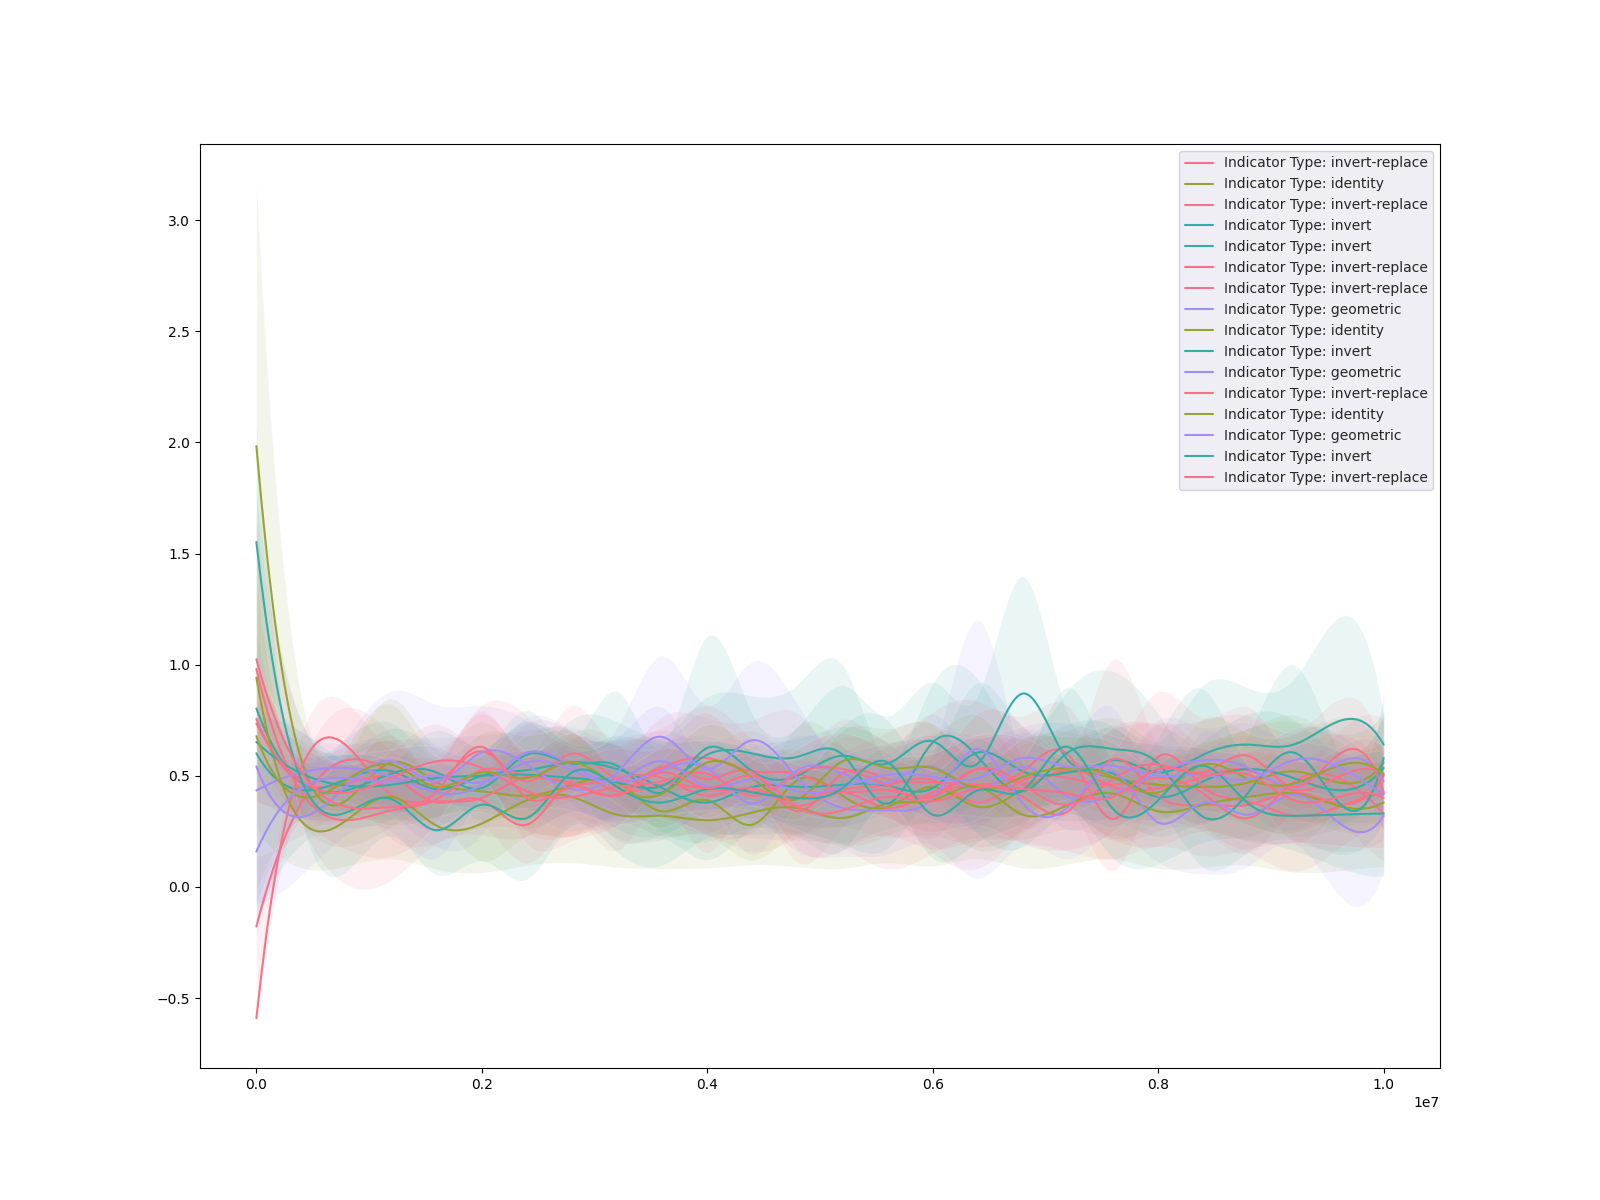 Indicator Type: invert-replace
Indicator Type: identity
Indicator Type: invert-replace
Indicator Type: invert
Indicator Type: invert
Indicator Type: invert-replace
Indicator Type: invert-replace
Indicator Type: geometric
Indicator Type: identity
Indicator Type: invert
Indicator Type: geometric
Indicator Type: invert-replace
Indicator Type: identity
Indicator Type: geometric
Indicator Type: invert
Indicator Type: invert-replace
3.0
2.5
2.0
1.5
1.0
0.5
0.0
−0.5
0.0 0.2 0.4 0.6 0.8 1.0
1e7